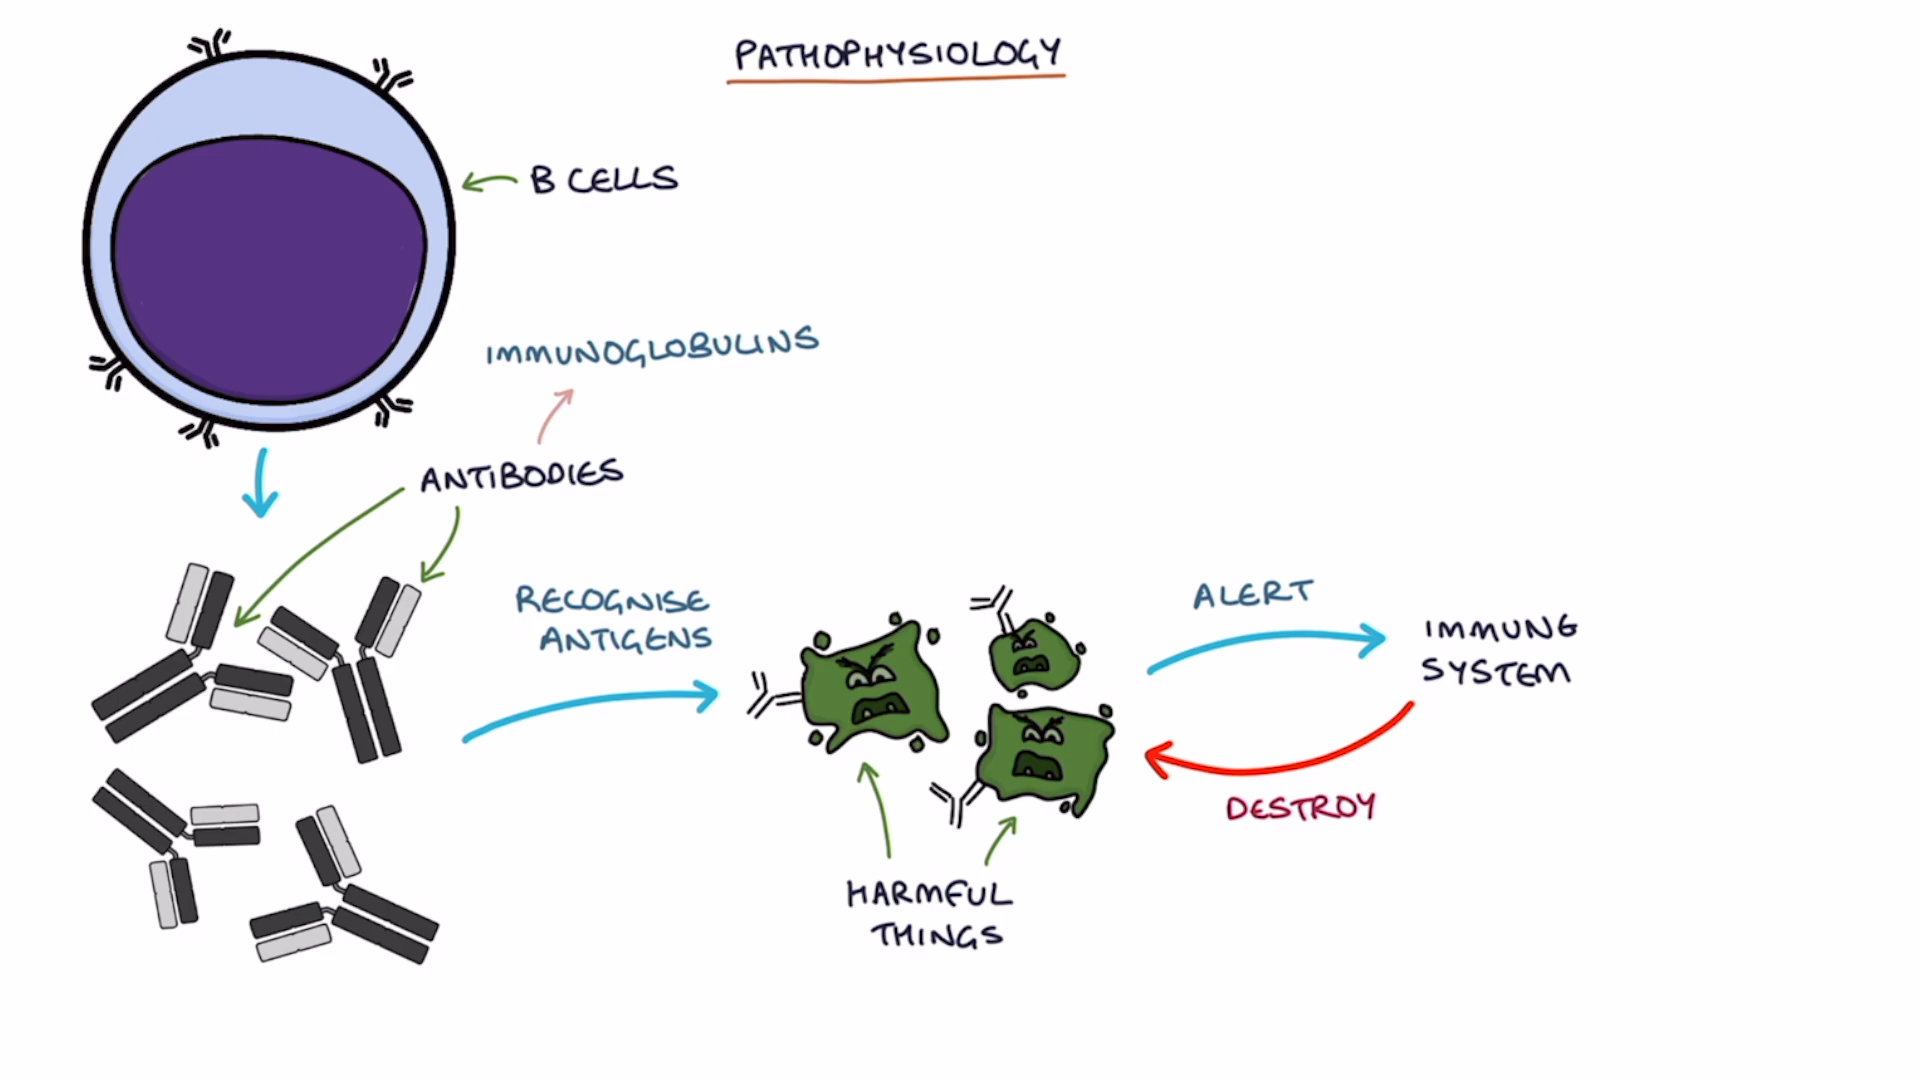 PATHOPHYSIOLOGY
B CELLS
IMMUNOGLOBULINS
ANTIBODIES
RECOGNISE
ANTIGENS
ALERT
IMMUNE
SYSTEM
DESTROY
HARMFUL
THINGS